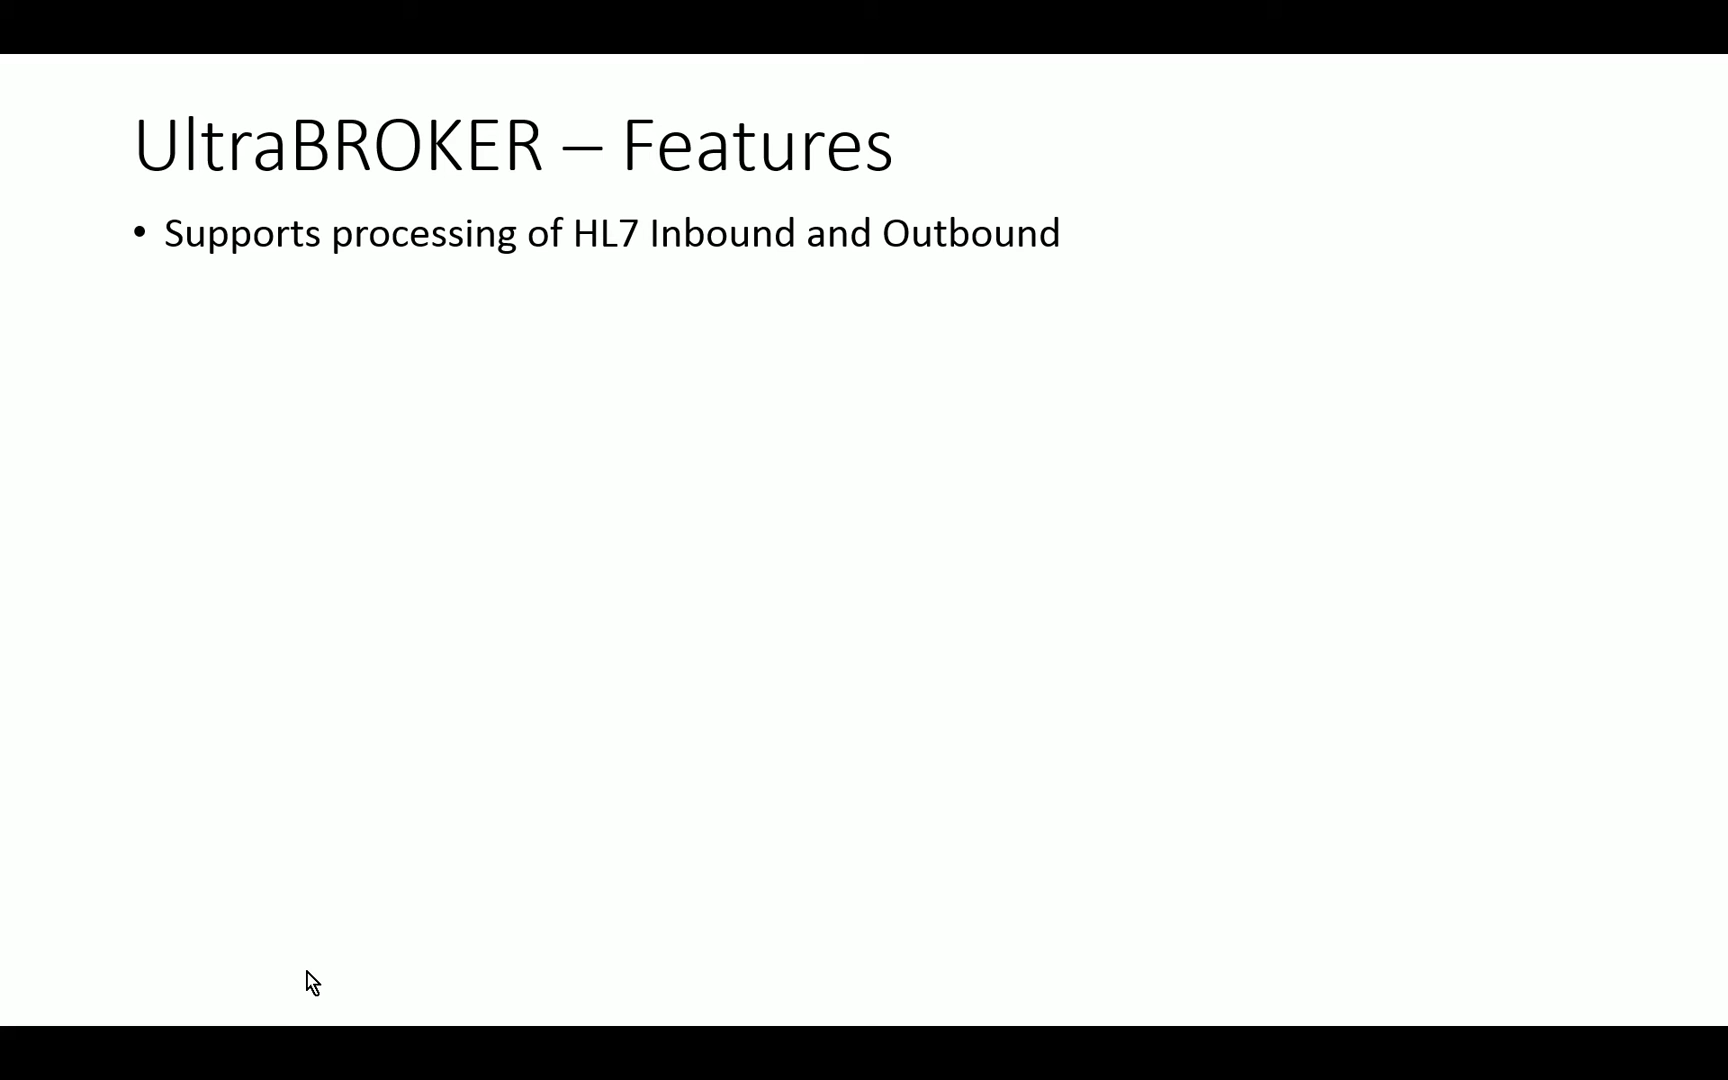 UltraBROKER – Features
• Supports processing of HL7 Inbound and Outbound